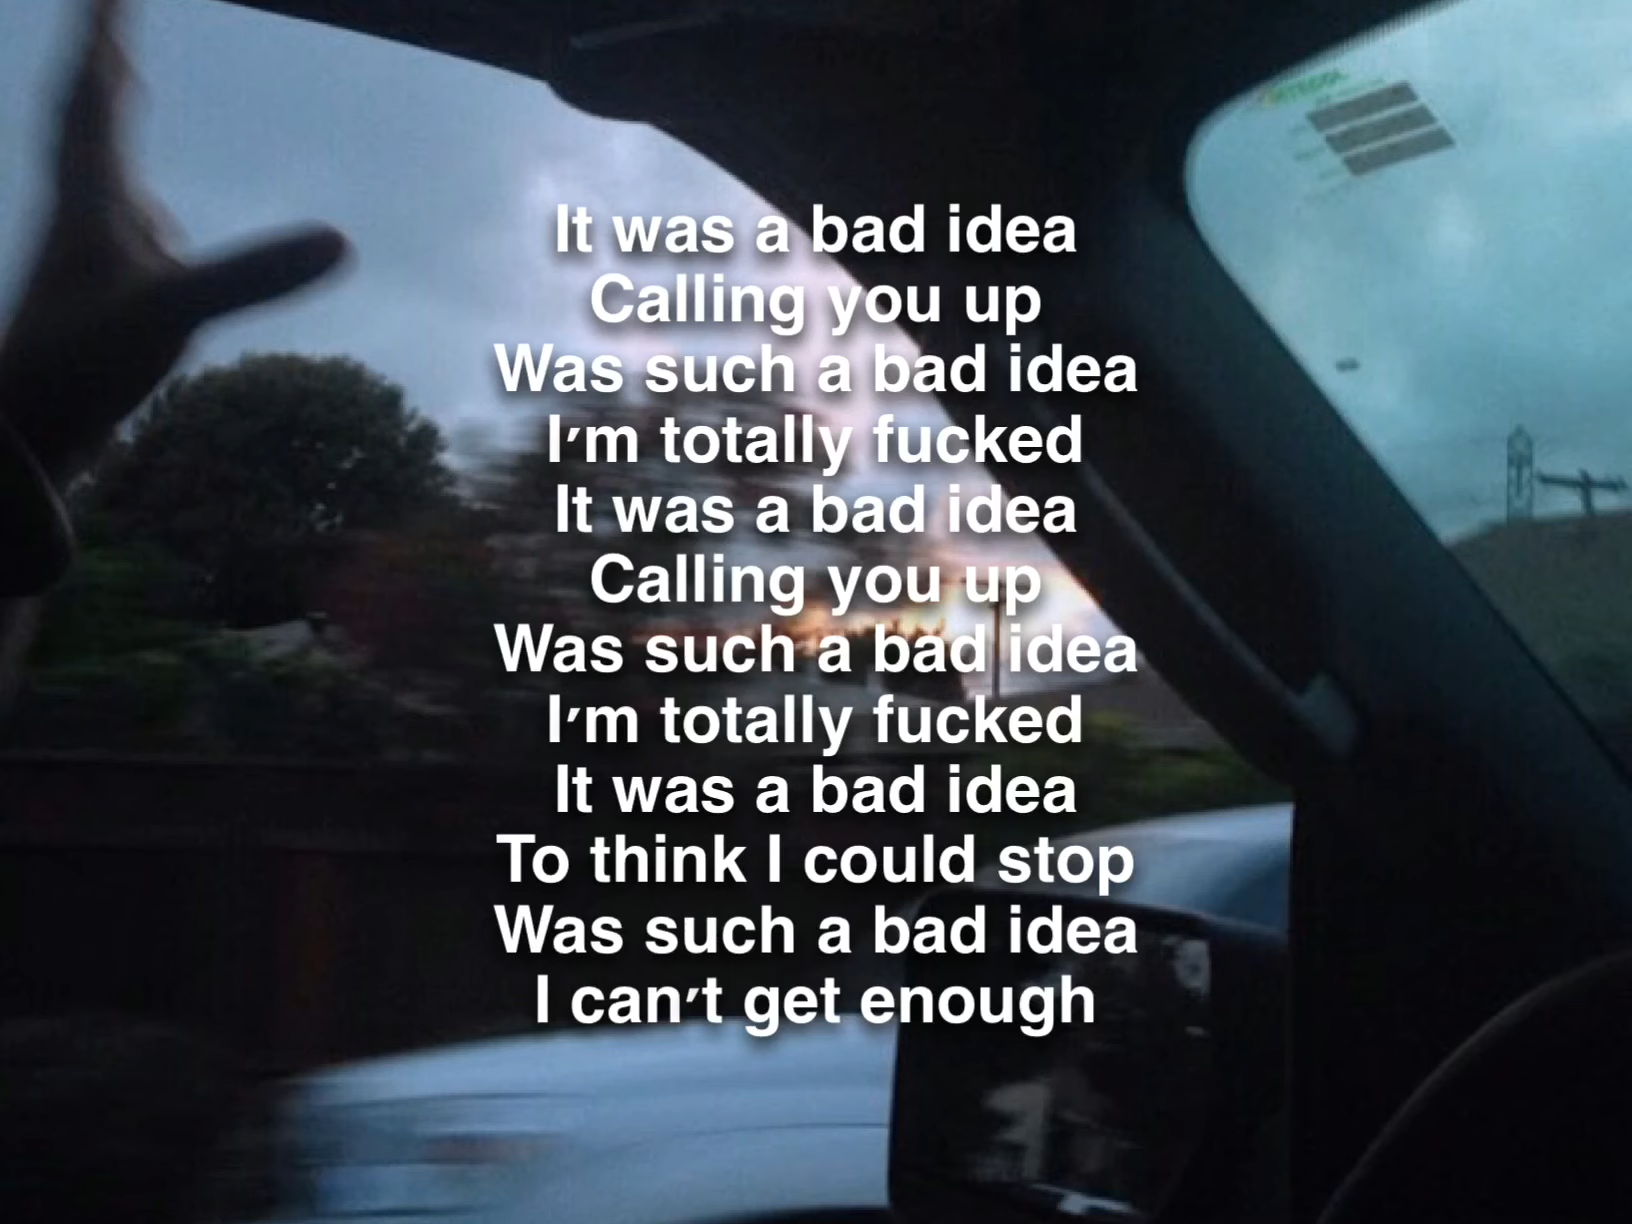 It was a bad idea
Calling you up
Was such a bad idea
I'm totally fucked
It was a bad idea
Calling you up
Was such a bad idea
I'm totally fucked
It was a bad idea
To think I could stop
Was such a bad idea
I can't get enough